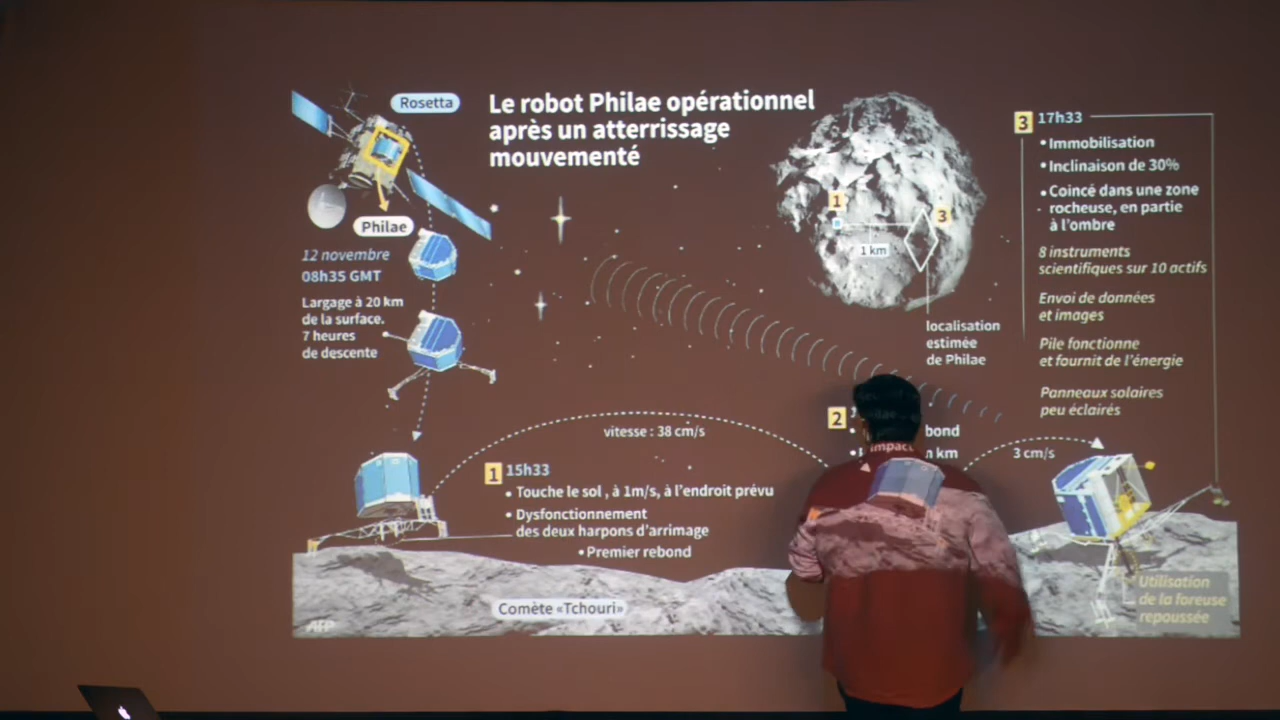 Rosetta
Le robot Philae opérationnel
après un atterrissage
mouvementé
Philae
12 novembre
08h35 GMT
Largage à 20 km
de la surface.
7 heures
de descente
1
3
1 km
localisation
estimée
de Philae
3 17h33
• Immobilisation
• Inclinaison de 30%
• Coincé dans une zone
rocheuse, en partie
à l'ombre
8 instruments
scientifiques sur 10 actifs
Envoi de données
et images
Pile fonctionne
et fournit de l'énergie
Panneaux solaires
peu éclairés
vitesse : 38 cm/s
1 15h33
• Touche le sol , à 1m/s, à l'endroit prévu
• Dysfonctionnement
des deux harpons d'arrimage
• Premier rebond
2
bond
km
impact
3 cm/s
Comète «Tchouri»
Utilisation
de la foreuse
repoussée
AFP